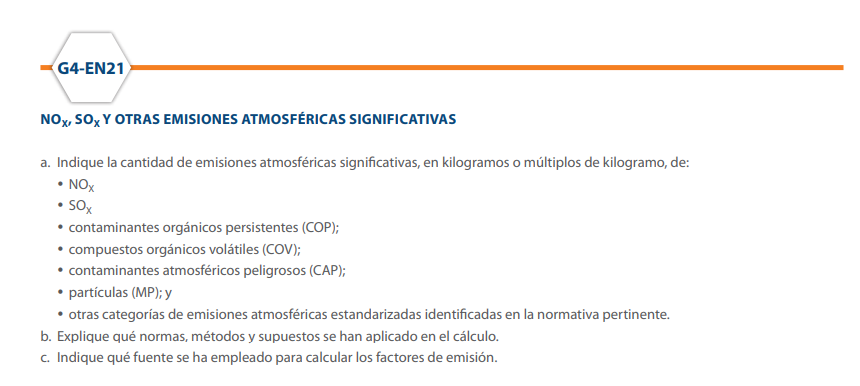 G4-EN21
NOX, SOX Y OTRAS EMISIONES ATMOSFÉRICAS SIGNIFICATIVAS
a. Indique la cantidad de emisiones atmosféricas significativas, en kilogramos o múltiplos de kilogramo, de:
• NOX
• SOX
• contaminantes orgánicos persistentes (COP);
• compuestos orgánicos volátiles (COV);
• contaminantes atmosféricos peligrosos (CAP);
• partículas (MP); y
• otras categorías de emisiones atmosféricas estandarizadas identificadas en la normativa pertinente.
b. Explique qué normas, métodos y supuestos se han aplicado en el cálculo.
c. Indique qué fuente se ha empleado para calcular los factores de emisión.